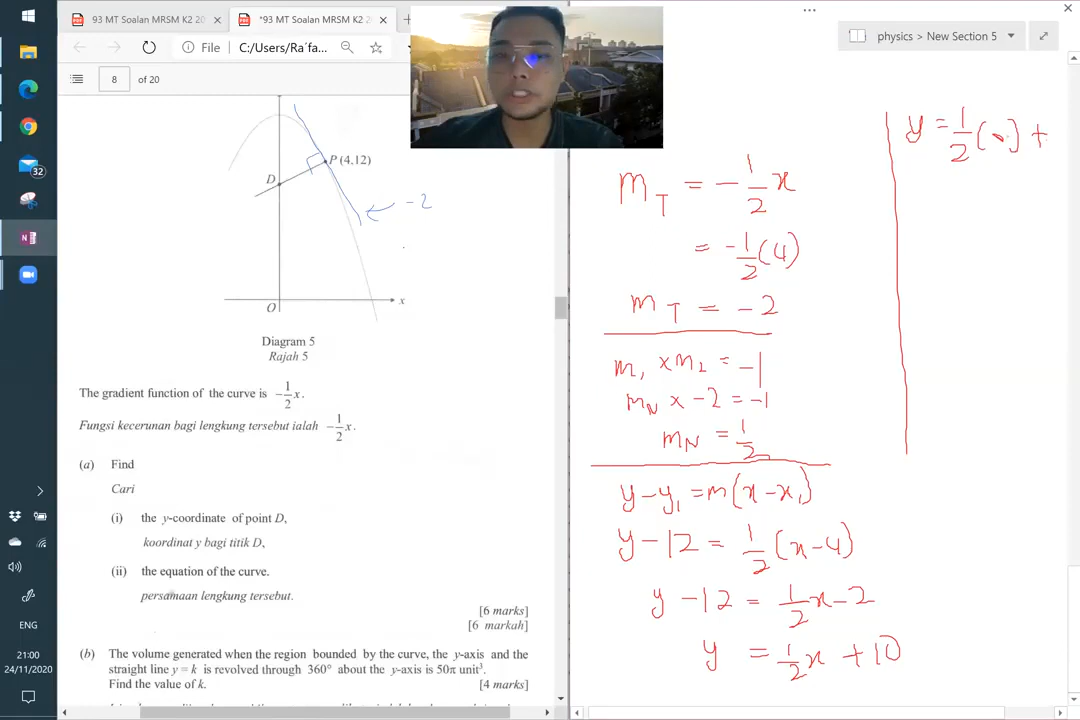 93 MT Soalan MRSM K2 20
*93 MT Soalan MRSM K2 20
File
C:/Users/Ra'fa...
8 of 20
physics > New Section 5
P (4,12)
D
-2
O
x
Diagram 5
Rajah 5
The gradient function of the curve is -1/2 x.
Fungsi kecerunan bagi lengkung tersebut ialah -1/2 x.
(a) Find
Cari
(i) the y-coordinate of point D,
koordinat y bagi titik D,
(ii) the equation of the curve.
persamaan lengkung tersebut.
[6 marks]
[6 markah]
(b) The volume generated when the region bounded by the curve, the y-axis and the
straight line y = k is revolved through 360° about the y-axis is 50π unit³.
Find the value of k.
[4 marks]
m_T = -1/2 x
= -1/2 (4)
m_T = -2
m₁ x m₂ = -1
m_N x -2 = -1
m_N = 1/2
y - y₁ = m(x - x₁)
y - 12 = 1/2 (x - 4)
y - 12 = 1/2 x - 2
y = 1/2 x + 10
32
ENG
21:00
24/11/2020